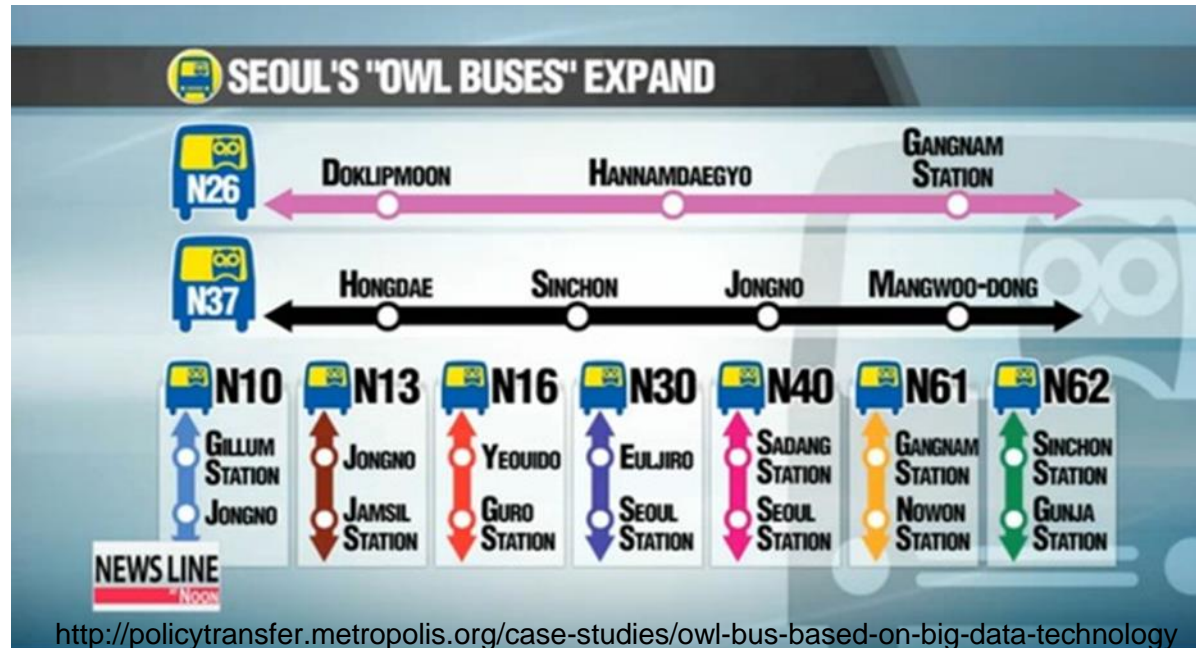 SEOUL'S "OWL BUSES" EXPAND
N26
DOKLIPMOON
HANNAMDAEGYO
GANGNAM
STATION
N37
HONGDAE
SINCHON
JONGNO
MANGWOO-DONG
N10
GILLUM
STATION
JONGNO
N13
JONGNO
JAMSIL
STATION
N16
YEOUIDO
GURO
STATION
N30
EULJIRO
SEOUL
STATION
N40
SADANG
STATION
SEOUL
STATION
N61
GANGNAM
STATION
NOWON
STATION
N62
SINCHON
STATION
GUNJA
STATION
NEWS LINE
AT NOON
http://policytransfer.metropolis.org/case-studies/owl-bus-based-on-big-data-technology